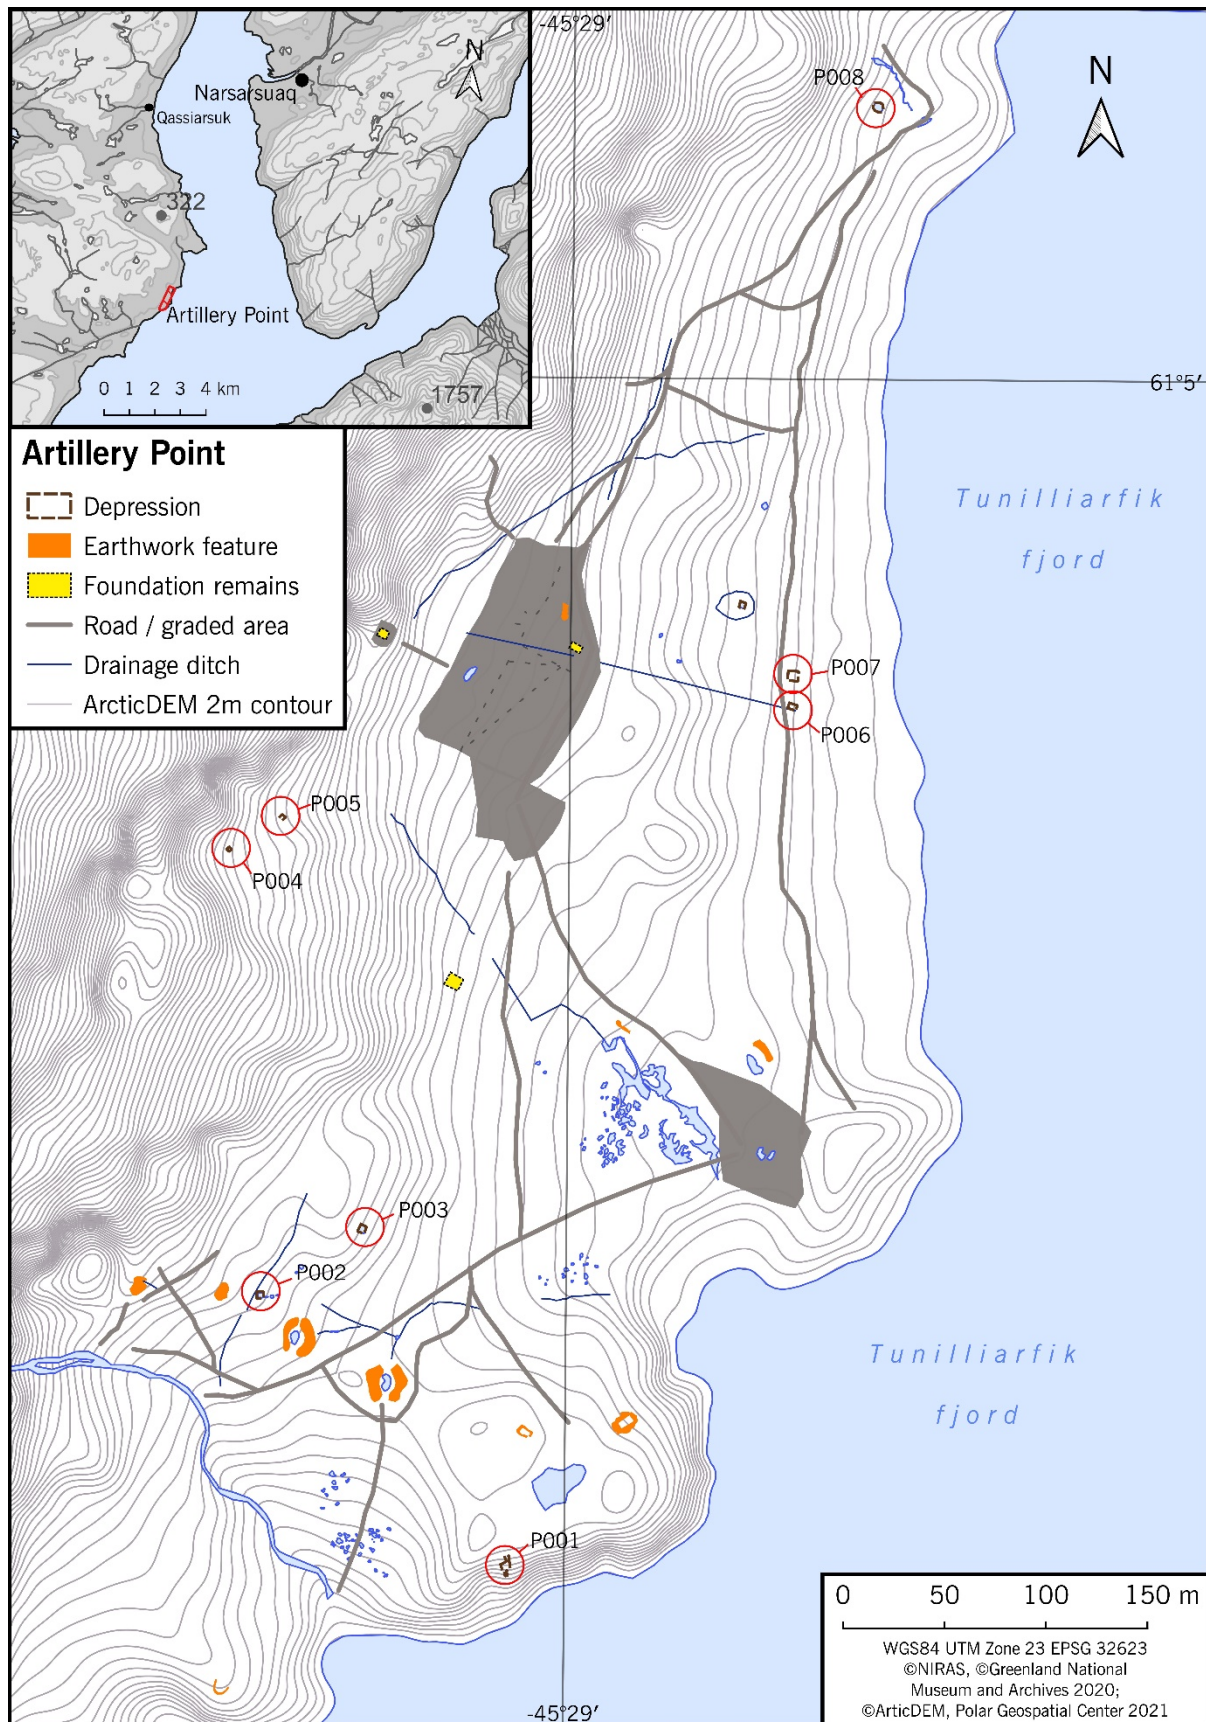 -45°29'
N
Narsarsuaq
Qassiarsuk
322
Artillery Point
0 1 2 3 4 km
1757
P008
N
61°5'
Artillery Point
Depression
Earthwork feature
Foundation remains
Road / graded area
Drainage ditch
ArcticDEM 2m contour
Tunilliarfik
fjord
P007
P006
P005
P004
P003
P002
Tunilliarfik
fjord
P001
0 50 100 150 m
WGS84 UTM Zone 23 EPSG 32623
©NIRAS, ©Greenland National
Museum and Archives 2020;
©ArticDEM, Polar Geospatial Center 2021
-45°29'